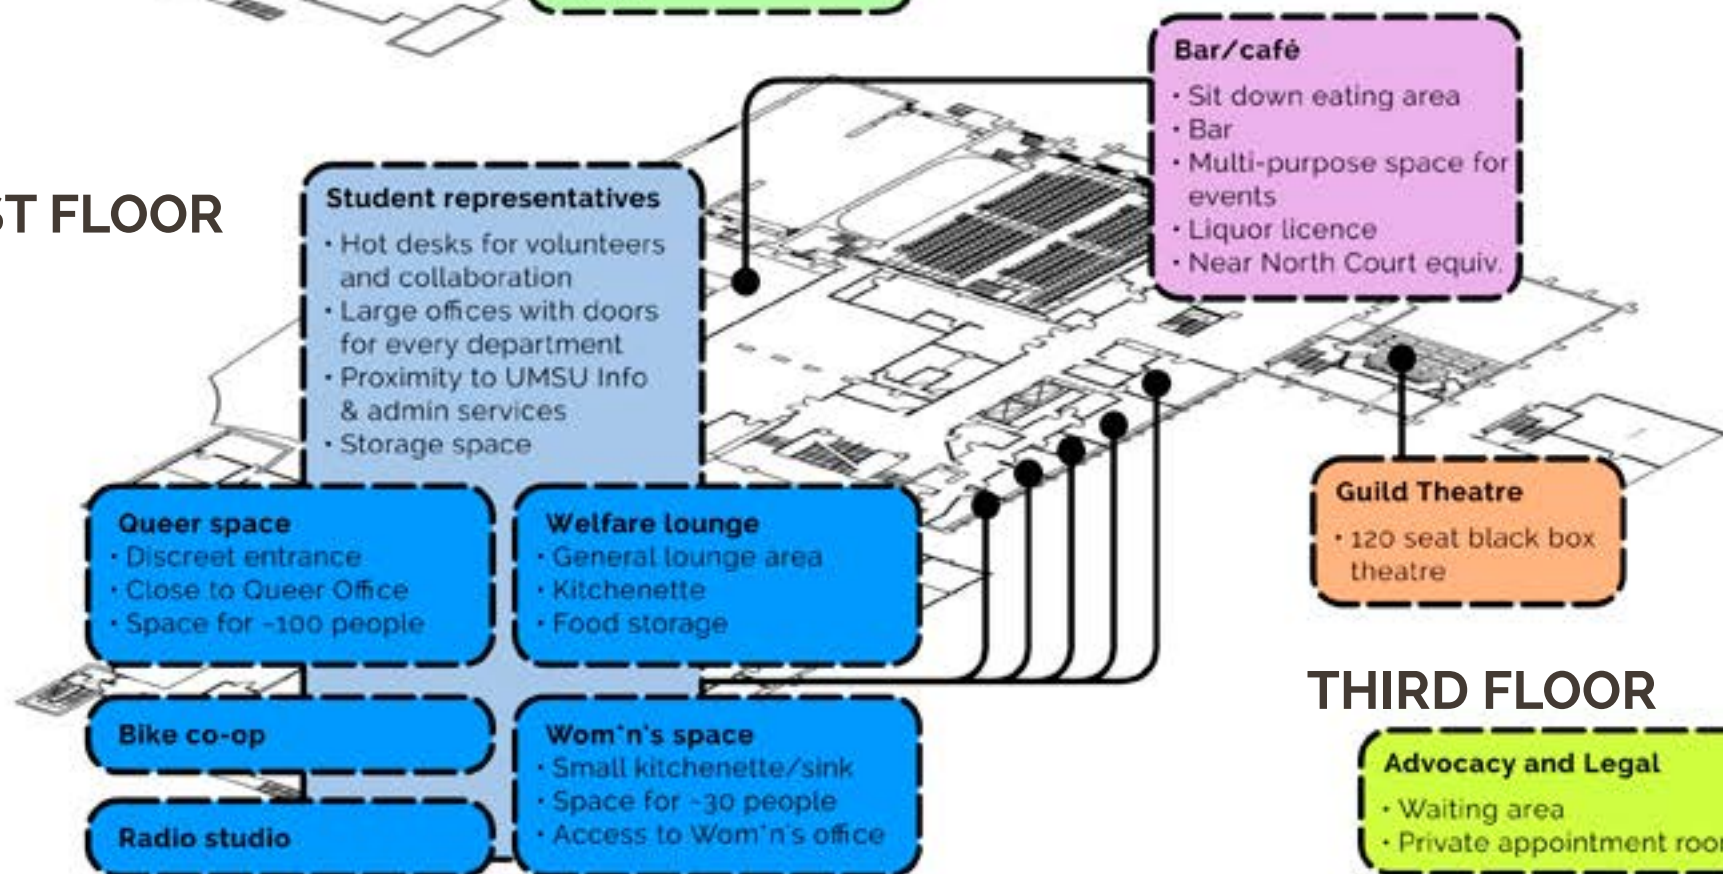 ST FLOOR
Bar/café
· Sit down eating area
· Bar
· Multi-purpose space for
events
· Liquor licence
· Near North Court equiv.
Student representatives
· Hot desks for volunteers
and collaboration
· Large offices with doors
for every department
· Proximity to UMSU Info
& admin services
· Storage space
Queer space
· Discreet entrance
· Close to Queer Office
· Space for ~100 people
Welfare lounge
· General lounge area
· Kitchenette
· Food storage
Guild Theatre
· 120 seat black box
theatre
Bike co-op
Wom*n's space
· Small kitchenette/sink
· Space for ~30 people
· Access to Wom*n's office
Radio studio
THIRD FLOOR
Advocacy and Legal
· Waiting area
· Private appointment roo